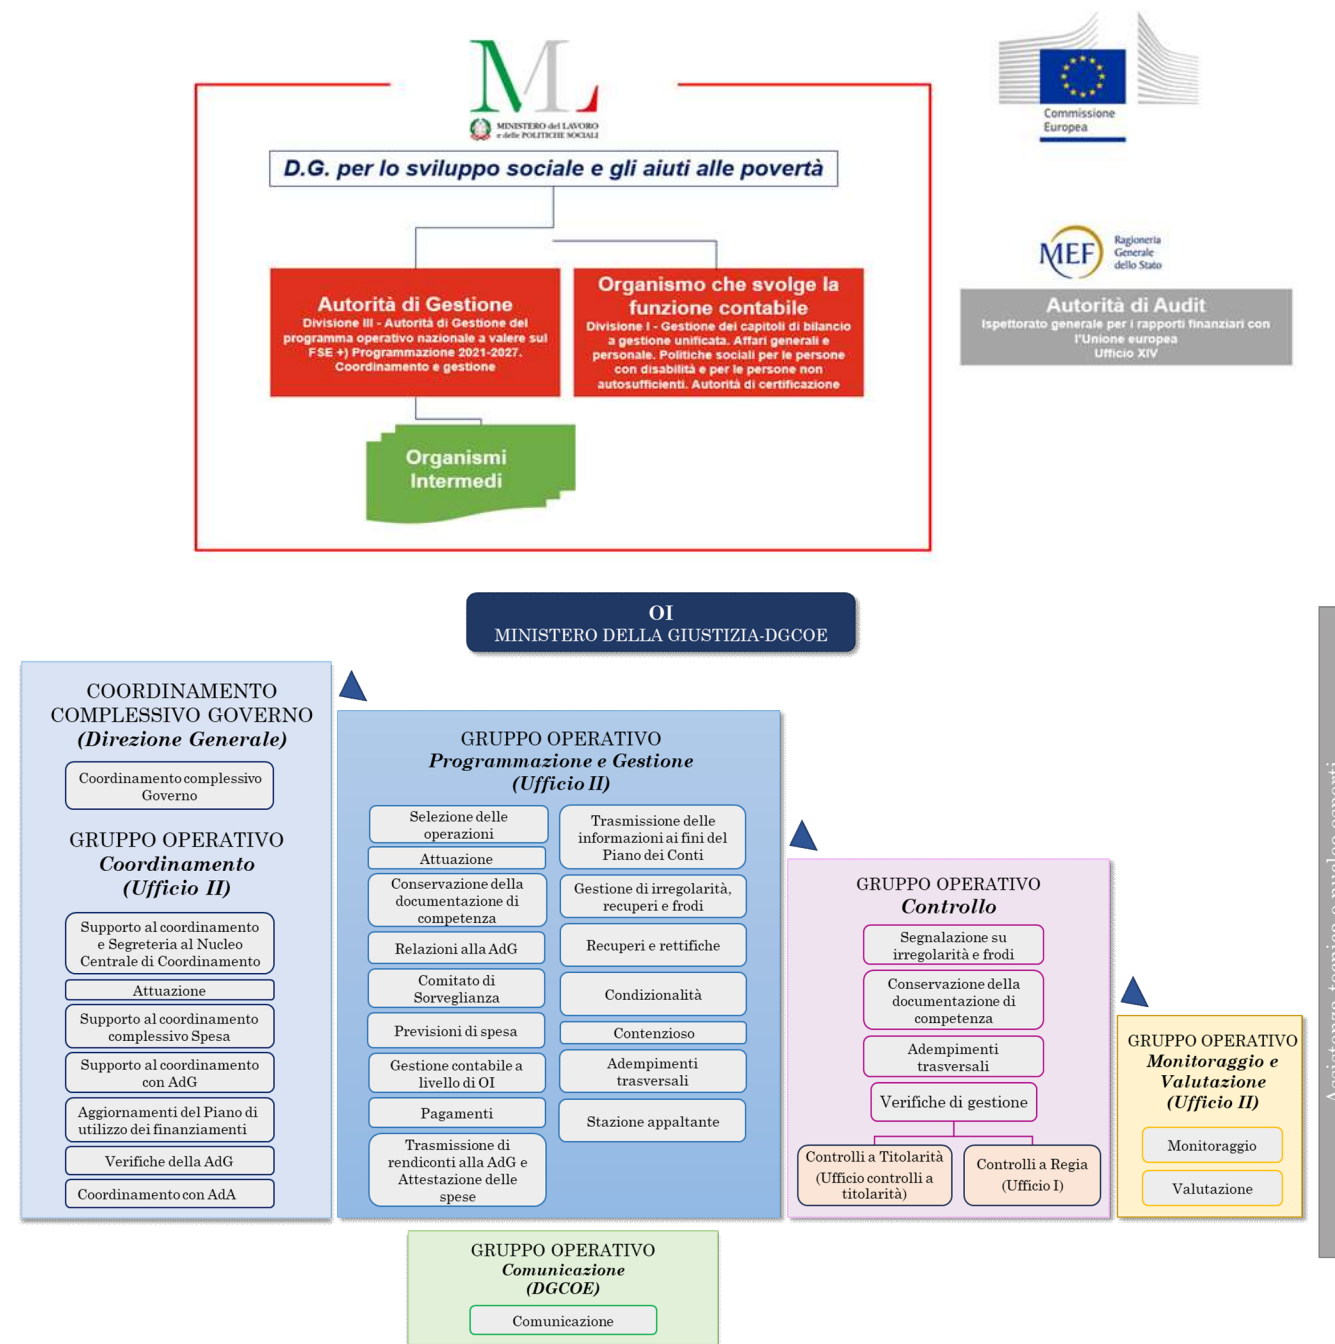 ML
MINISTERO del LAVORO
e delle POLITICHE SOCIALI
Commissione
Europea
D.G. per lo sviluppo sociale e gli aiuti alle povertà
MEF
Ragioneria
Generale
dello Stato
Autorità di Gestione
Divisione III - Autorità di Gestione del
programma operativo nazionale a valere sul
FSE +) Programmazione 2021-2027.
Coordinamento e gestione
Organismo che svolge la
funzione contabile
Divisione I - Gestione dei capitoli di bilancio
a gestione unificata. Affari generali e
personale. Politiche sociali per le persone
con disabilità e per le persone non
autosufficienti. Autorità di certificazione
Autorità di Audit
Ispettorato generale per i rapporti finanziari con
l'Unione europea
Ufficio XIV
Organismi
Intermedi
OI
MINISTERO DELLA GIUSTIZIA-DGCOE
COORDINAMENTO
COMPLESSIVO GOVERNO
(Direzione Generale)
Coordinamento complessivo
Governo
GRUPPO OPERATIVO
Coordinamento
(Ufficio II)
Supporto al coordinamento
e Segreteria al Nucleo
Centrale di Coordinamento
Attuazione
Supporto al coordinamento
complessivo Spesa
Supporto al coordinamento
con AdG
Aggiornamenti del Piano di
utilizzo dei finanziamenti
Verifiche della AdG
Coordinamento con AdA
GRUPPO OPERATIVO
Programmazione e Gestione
(Ufficio II)
Selezione delle
operazioni
Attuazione
Conservazione della
documentazione di
competenza
Relazioni alla AdG
Comitato di
Sorveglianza
Previsioni di spesa
Gestione contabile a
livello di OI
Pagamenti
Trasmissione di
rendiconti alla AdG e
Attestazione delle
spese
Trasmissione delle
informazioni ai fini del
Piano dei Conti
Gestione di irregolarità,
recuperi e frodi
Recuperi e rettifiche
Condizionalità
Contenzioso
Adempimenti
trasversali
Stazione appaltante
GRUPPO OPERATIVO
Controllo
Segnalazione su
irregolarità e frodi
Conservazione della
documentazione di
competenza
Adempimenti
trasversali
Verifiche di gestione
Controlli a Titolarità
(Ufficio controlli a
titolarità)
Controlli a Regia
(Ufficio I)
GRUPPO OPERATIVO
Monitoraggio e
Valutazione
(Ufficio II)
Monitoraggio
Valutazione
GRUPPO OPERATIVO
Comunicazione
(DGCOE)
Comunicazione